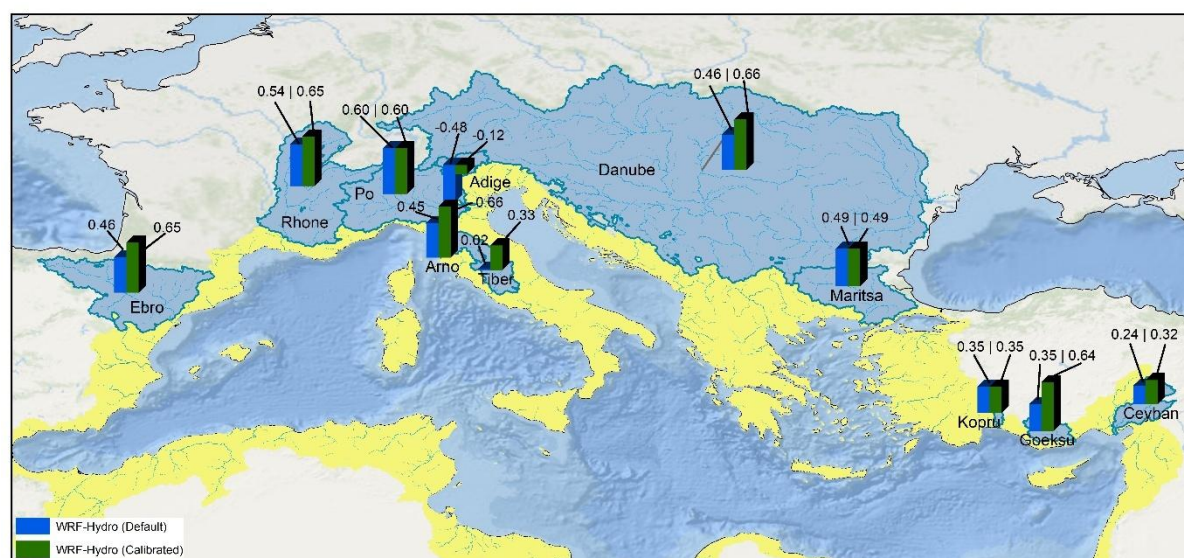 0.46 | 0.66
0.54 | 0.65
0.60 | 0.60
-0.48
-0.12
Danube
Po
Adige
0.45
0.66
Rhone
0.33
0.46
0.65
0.02
0.49 | 0.49
Arno
Tiber
Ebro
Maritsa
0.24 | 0.32
0.35 | 0.35
0.35 | 0.64
Kopru
Ceyhan
Goeksu
WRF-Hydro (Default)
WRF-Hydro (Calibrated)